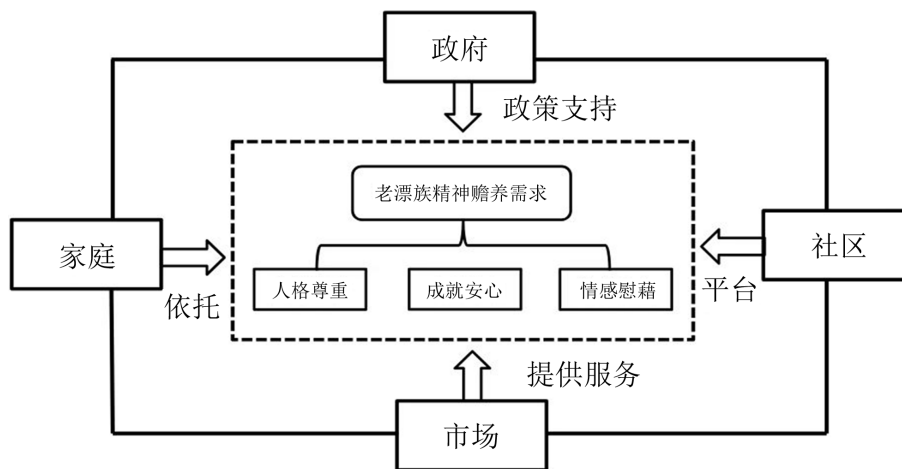 政府
政策支持
老漂族精神赡养需求
家庭
社区
人格尊重
成就安心
情感慰藉
依托
平台
提供服务
市场